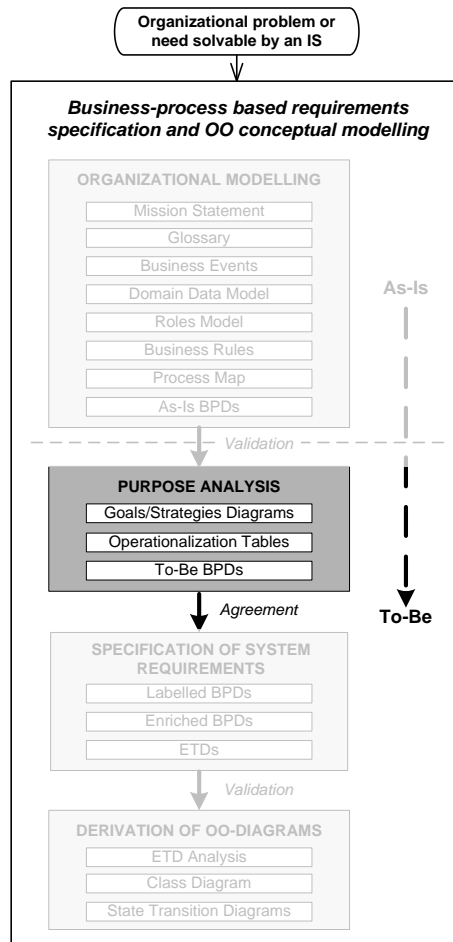 Organizational problem or
need solvable by an IS
Business-process based requirements
specification and OO conceptual modelling
ORGANIZATIONAL MODELLING
Mission Statement
Glossary
Business Events
Domain Data Model
Roles Model
Business Rules
Process Map
As-Is BPDs
As-Is
Validation
PURPOSE ANALYSIS
Goals/Strategies Diagrams
Operationalization Tables
To-Be BPDs
Agreement
To-Be
SPECIFICATION OF SYSTEM
REQUIREMENTS
Labelled BPDs
Enriched BPDs
ETDs
Validation
DERIVATION OF OO-DIAGRAMS
ETD Analysis
Class Diagram
State Transition Diagrams